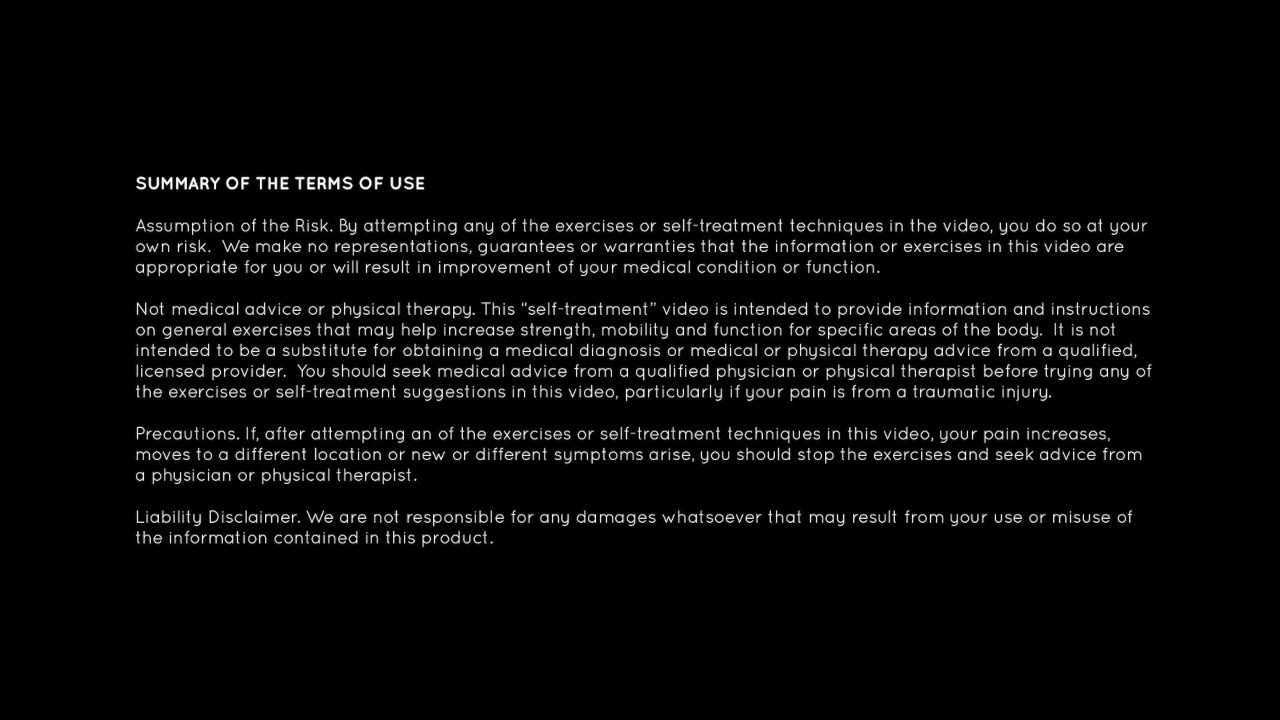 SUMMARY OF THE TERMS OF USE
Assumption of the Risk. By attempting any of the exercises or self-treatment techniques in the video, you do so at your
own risk.  We make no representations, guarantees or warranties that the information or exercises in this video are
appropriate for you or will result in improvement of your medical condition or function.
Not medical advice or physical therapy. This “self-treatment” video is intended to provide information and instructions
on general exercises that may help increase strength, mobility and function for specific areas of the body.  It is not
intended to be a substitute for obtaining a medical diagnosis or medical or physical therapy advice from a qualified,
licensed provider.  You should seek medical advice from a qualified physician or physical therapist before trying any of
the exercises or self-treatment suggestions in this video, particularly if your pain is from a traumatic injury.
Precautions. If, after attempting an of the exercises or self-treatment techniques in this video, your pain increases,
moves to a different location or new or different symptoms arise, you should stop the exercises and seek advice from
a physician or physical therapist.
Liability Disclaimer. We are not responsible for any damages whatsoever that may result from your use or misuse of
the information contained in this product.